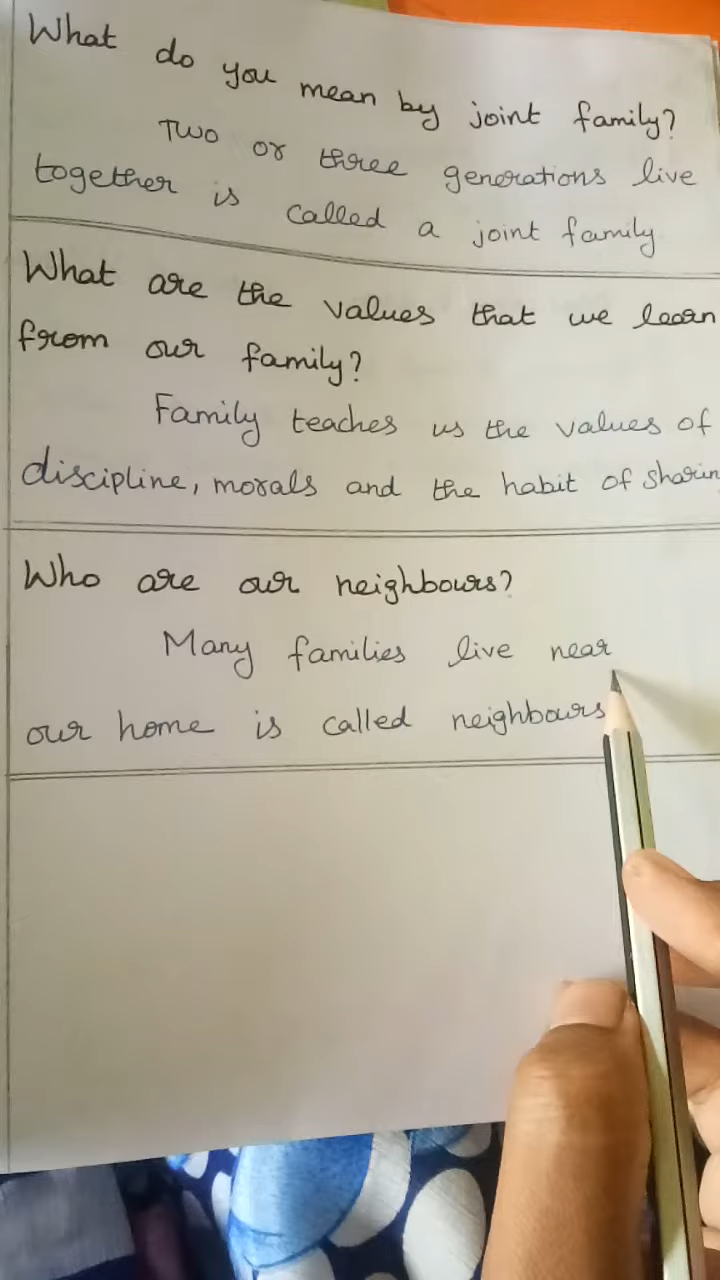 What do you mean by joint family?
Two or three generations live
together is called a joint family
What are the values that we learn
from our family?
Family teaches us the values of
discipline, morals and the habit of sharin
Who are our neighbours?
Many families live near
our home is called neighbours